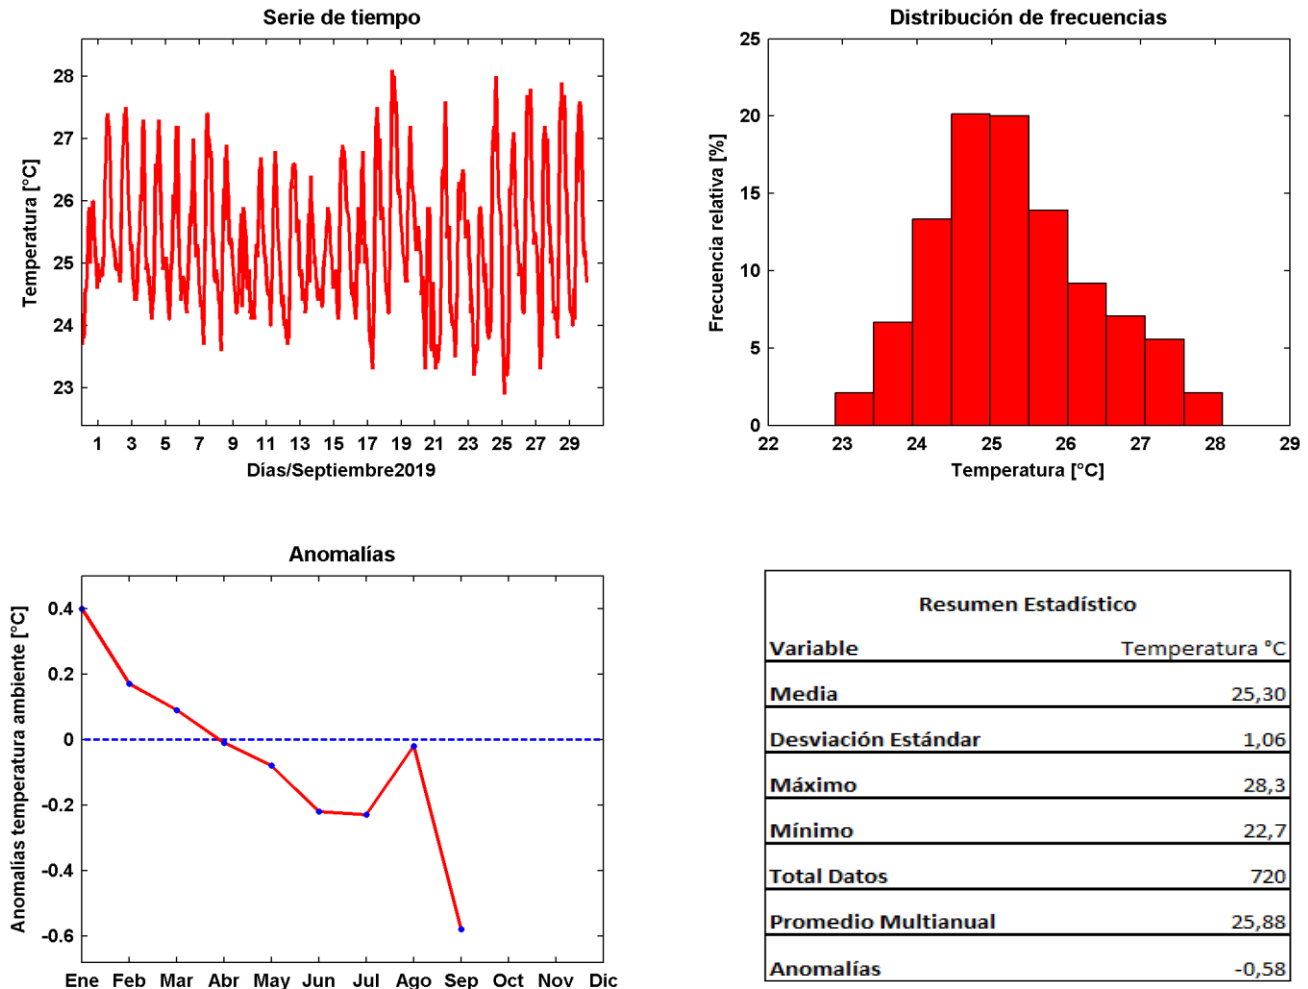 Serie de tiempo
Temperatura [°C]
28
27
26
25
24
23
1 3 5 7 9 11 13 15 17 19 21 23 25 27 29
Días/Septiembre2019
Distribución de frecuencias
Frecuencia relativa [%]
25
20
15
10
5
0
22 23 24 25 26 27 28 29
Temperatura [°C]
Anomalías
Anomalías temperatura ambiente [°C]
0.4
0.2
0
-0.2
-0.4
-0.6
Ene Feb Mar Abr May Jun Jul Ago Sep Oct Nov Dic
Resumen Estadístico
Variable Temperatura °C
Media 25,30
Desviación Estándar 1,06
Máximo 28,3
Mínimo 22,7
Total Datos 720
Promedio Multianual 25,88
Anomalías -0,58